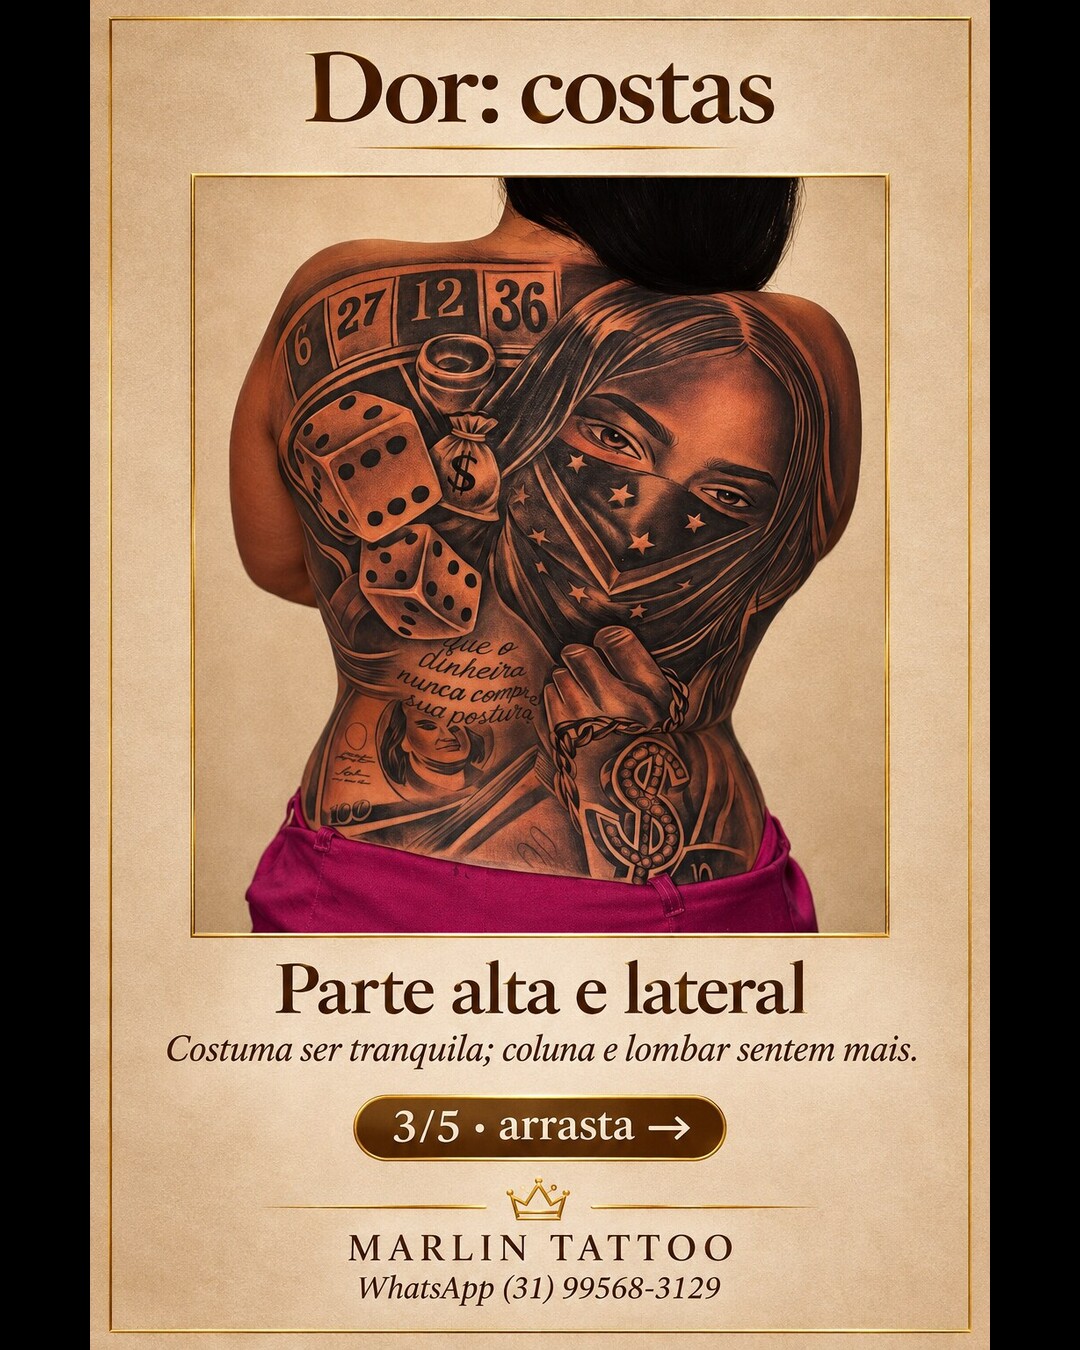 Dor: costas
6 27 12 36
$
que o
dinheira
nunca compre
sua postura
100
$
Parte alta e lateral
Costuma ser tranquila; coluna e lombar sentem mais.
3/5 · arrasta →
MARLIN TATTOO
WhatsApp (31) 99568-3129